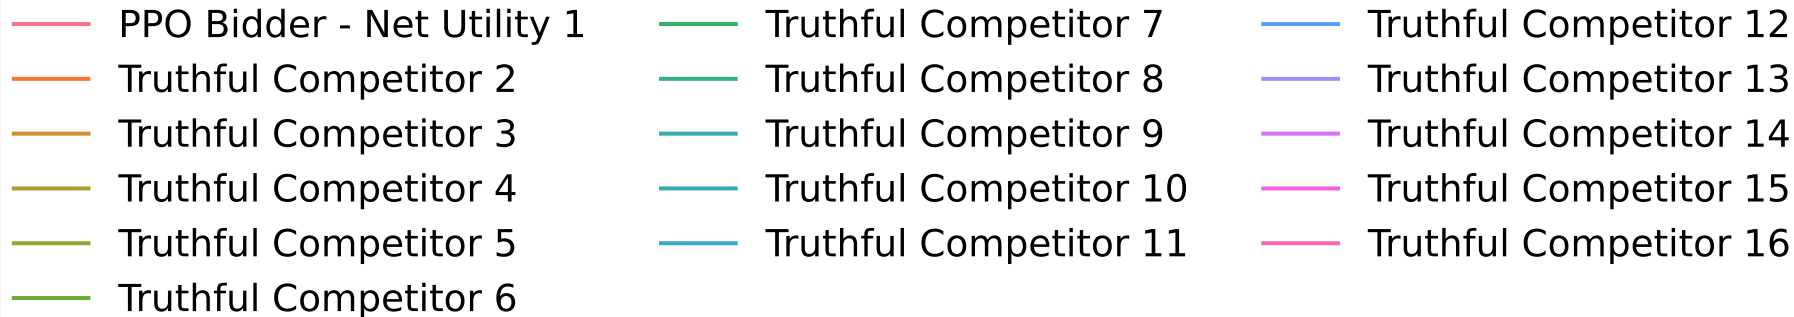 PPO Bidder - Net Utility 1
Truthful Competitor 2
Truthful Competitor 3
Truthful Competitor 4
Truthful Competitor 5
Truthful Competitor 6
Truthful Competitor 7
Truthful Competitor 8
Truthful Competitor 9
Truthful Competitor 10
Truthful Competitor 11
Truthful Competitor 12
Truthful Competitor 13
Truthful Competitor 14
Truthful Competitor 15
Truthful Competitor 16